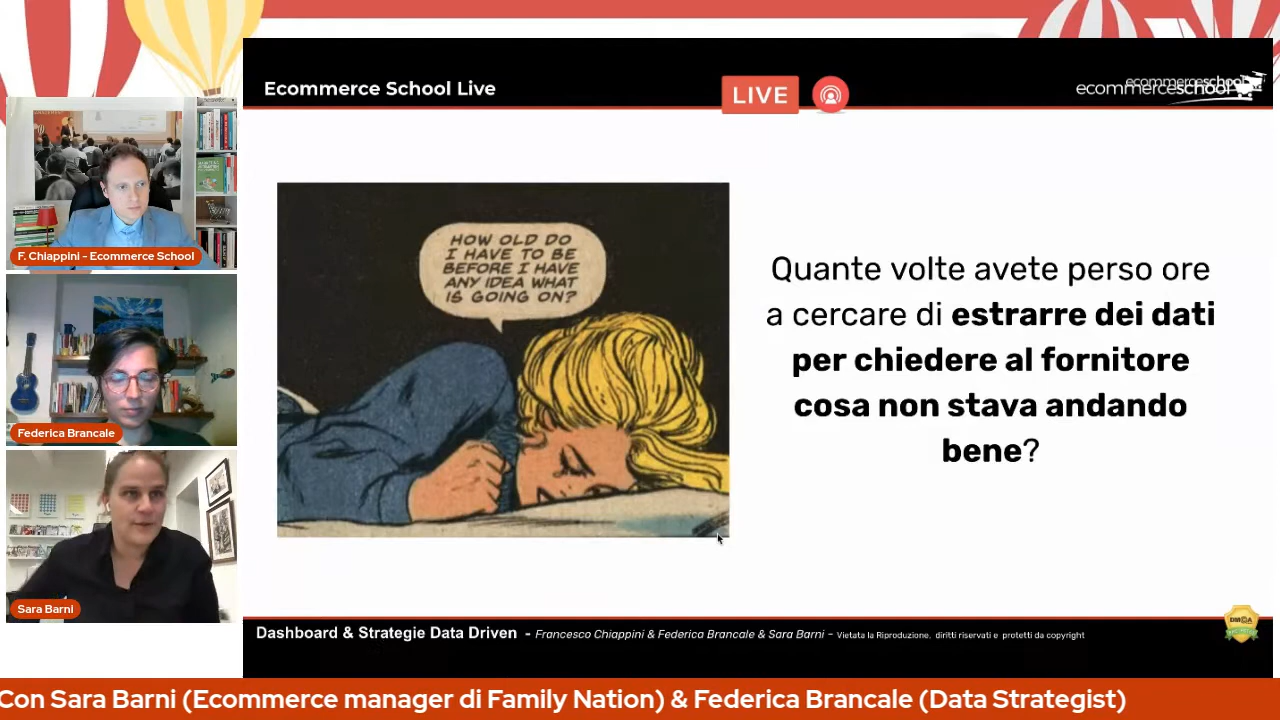 Ecommerce School Live
LIVE
ecommerceschool
ecommerceschool
F. Chiappini - Ecommerce School
HOW OLD DO
I HAVE TO BE
BEFORE I HAVE
ANY IDEA WHAT
IS GOING ON?
Quante volte avete perso ore
a cercare di estrarre dei dati
per chiedere al fornitore
cosa non stava andando
bene?
Federica Brancale
Sara Barni
Dashboard & Strategie Data Driven - Francesco Chiappini & Federica Brancale & Sara Barni - Vietata la Riproduzione, diritti riservati e protetti da copyright
DMCA
Con Sara Barni (Ecommerce manager di Family Nation) & Federica Brancale (Data Strategist)